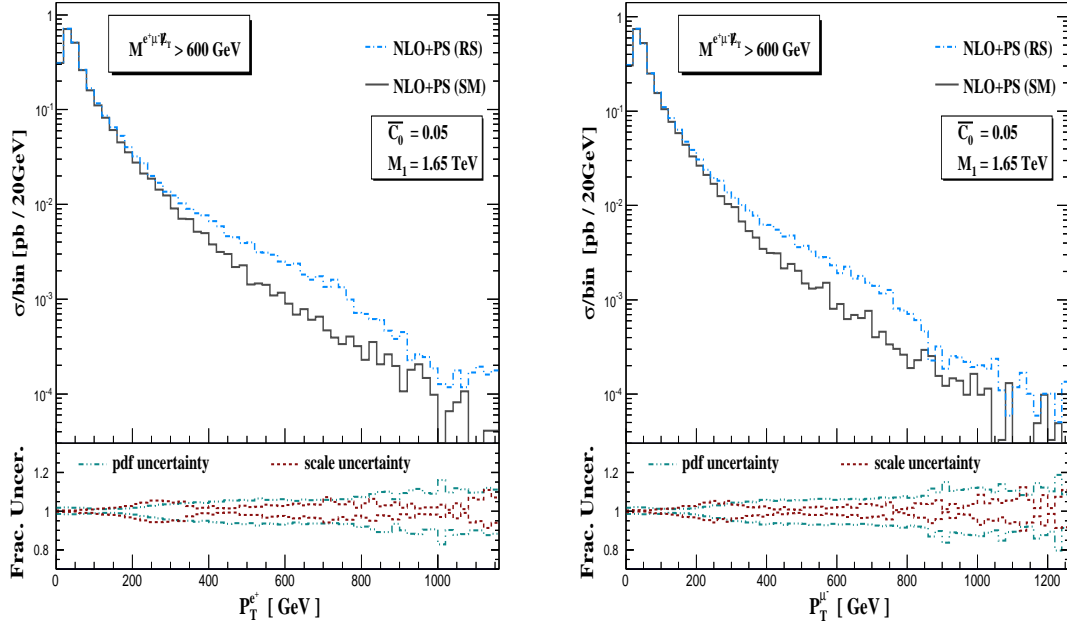 M^{e⁺μ⁻E̸_T} > 600 GeV
NLO+PS (RS)
NLO+PS (SM)
C̅₀ = 0.05
M₁ = 1.65 TeV
σ/bin [pb / 20GeV]
1
10⁻¹
10⁻²
10⁻³
10⁻⁴
pdf uncertainty
scale uncertainty
Frac. Uncer.
1.2
1
0.8
0 200 400 600 800 1000
P_T^{e⁺} [ GeV ]
M^{e⁺μ⁻E̸_T} > 600 GeV
NLO+PS (RS)
NLO+PS (SM)
C̅₀ = 0.05
M₁ = 1.65 TeV
σ/bin [pb / 20GeV]
1
10⁻¹
10⁻²
10⁻³
10⁻⁴
pdf uncertainty
scale uncertainty
Frac. Uncer.
1.2
1
0.8
0 200 400 600 800 1000 1200
P_T^{μ⁻} [ GeV ]